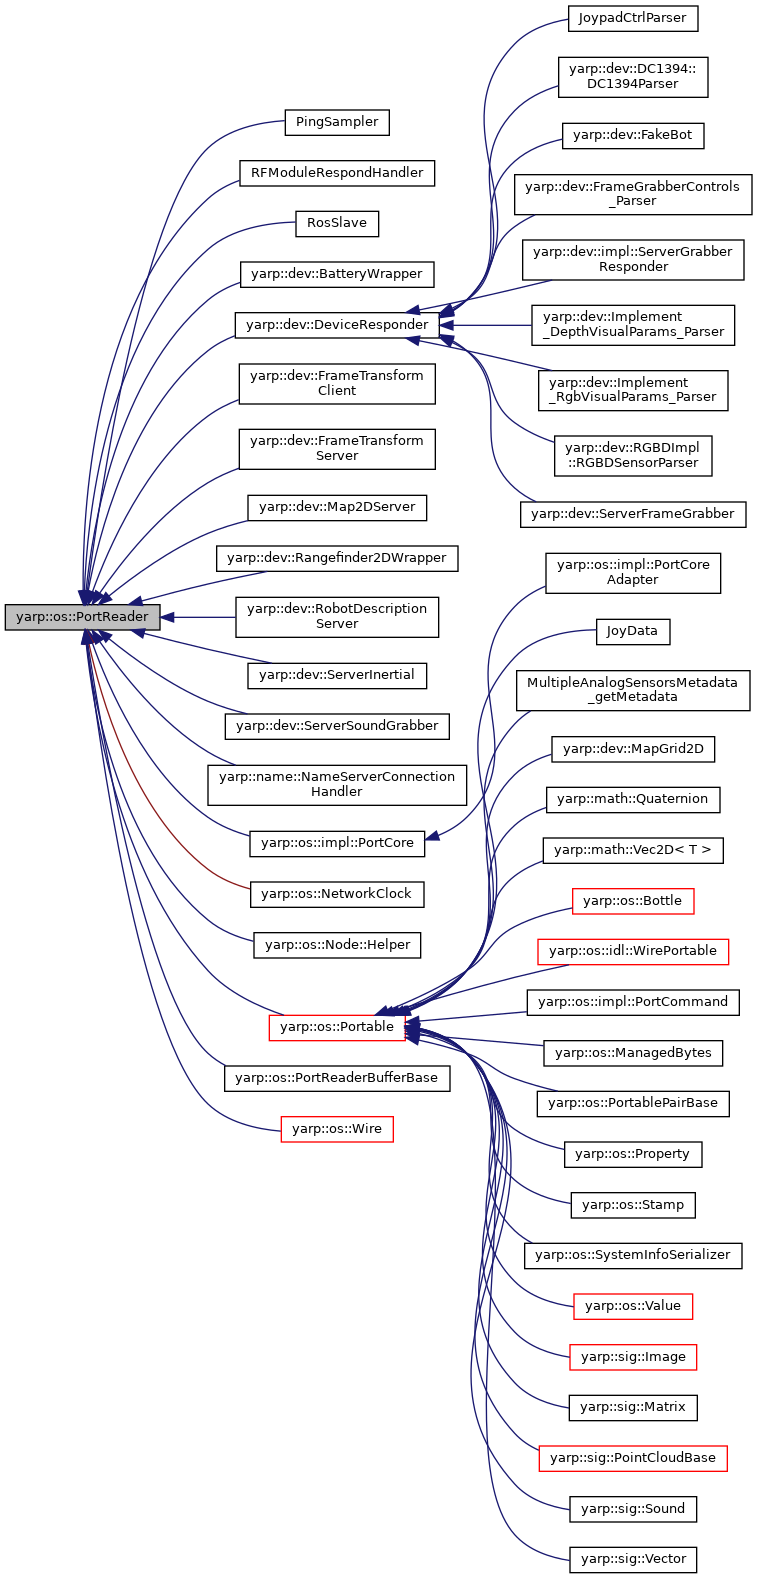 yarp::os::PortReader
PingSampler
RFModuleRespondHandler
RosSlave
yarp::dev::BatteryWrapper
yarp::dev::DeviceResponder
yarp::dev::FrameTransform
Client
yarp::dev::FrameTransform
Server
yarp::dev::Map2DServer
yarp::dev::Rangefinder2DWrapper
yarp::dev::RobotDescription
Server
yarp::dev::ServerInertial
yarp::dev::ServerSoundGrabber
yarp::name::NameServerConnection
Handler
yarp::os::impl::PortCore
yarp::os::NetworkClock
yarp::os::Node::Helper
yarp::os::Portable
yarp::os::PortReaderBufferBase
yarp::os::Wire
JoypadCtrlParser
yarp::dev::DC1394::
DC1394Parser
yarp::dev::FakeBot
yarp::dev::FrameGrabberControls
_Parser
yarp::dev::impl::ServerGrabber
Responder
yarp::dev::Implement
_DepthVisualParams_Parser
yarp::dev::Implement
_RgbVisualParams_Parser
yarp::dev::RGBDImpl
::RGBDSensorParser
yarp::dev::ServerFrameGrabber
yarp::os::impl::PortCore
Adapter
JoyData
MultipleAnalogSensorsMetadata
_getMetadata
yarp::dev::MapGrid2D
yarp::math::Quaternion
yarp::math::Vec2D< T >
yarp::os::Bottle
yarp::os::idl::WirePortable
yarp::os::impl::PortCommand
yarp::os::ManagedBytes
yarp::os::PortablePairBase
yarp::os::Property
yarp::os::Stamp
yarp::os::SystemInfoSerializer
yarp::os::Value
yarp::sig::Image
yarp::sig::Matrix
yarp::sig::PointCloudBase
yarp::sig::Sound
yarp::sig::Vector